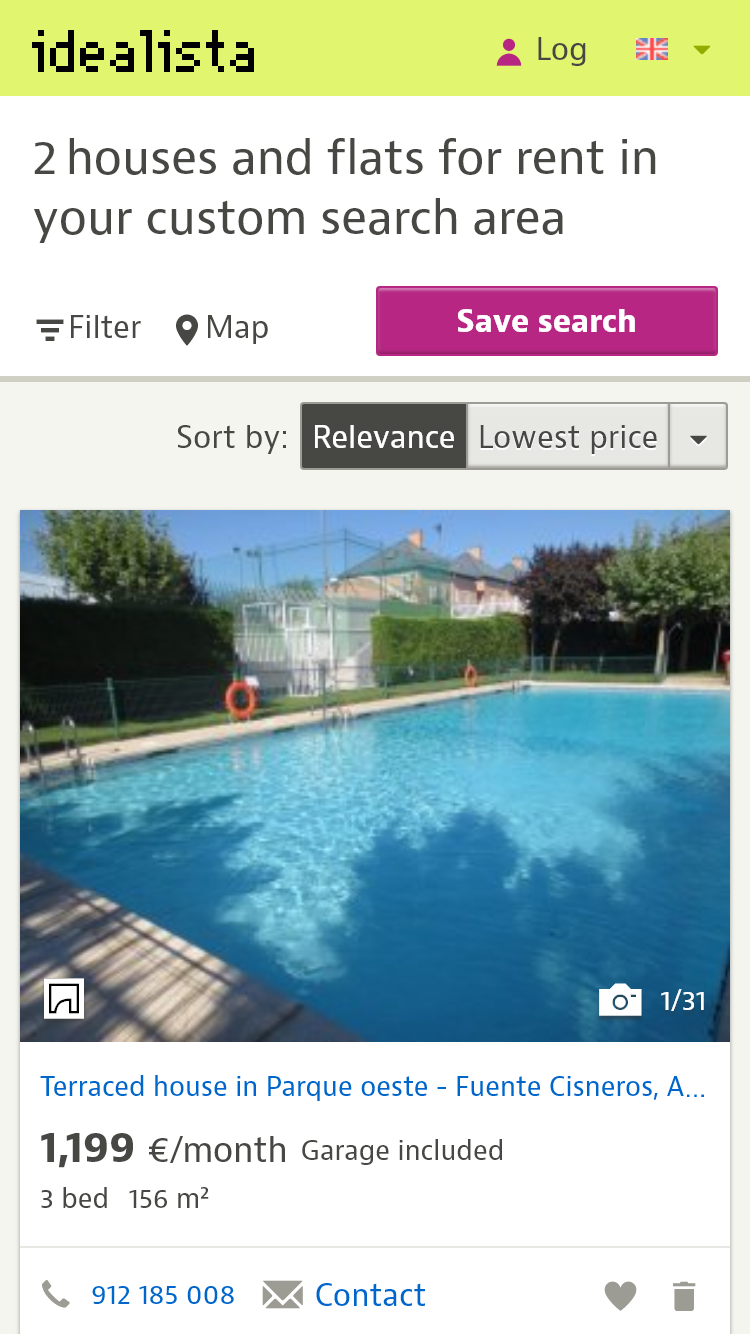 idealista
Log
2 houses and flats for rent in
your custom search area
Filter
Map
Save search
Sort by:
Relevance
Lowest price
1/31
Terraced house in Parque oeste - Fuente Cisneros, A...
1,199 €/month Garage included
3 bed 156 m²
912 185 008
Contact